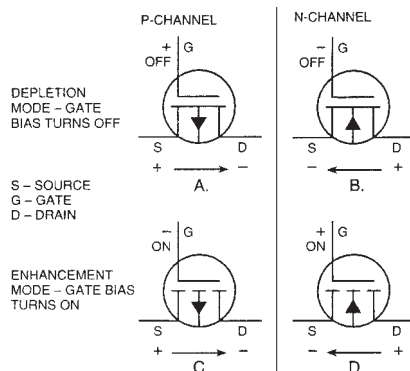 P-CHANNEL
N-CHANNEL
+ G
OFF
− G
OFF
DEPLETION
MODE – GATE
BIAS TURNS OFF
S D
+ −
A.
S D
− +
B.
S – SOURCE
G – GATE
D – DRAIN
− G
ON
+ G
ON
ENHANCEMENT
MODE – GATE BIAS
TURNS ON
S D
+ −
C
S D
− +
D.